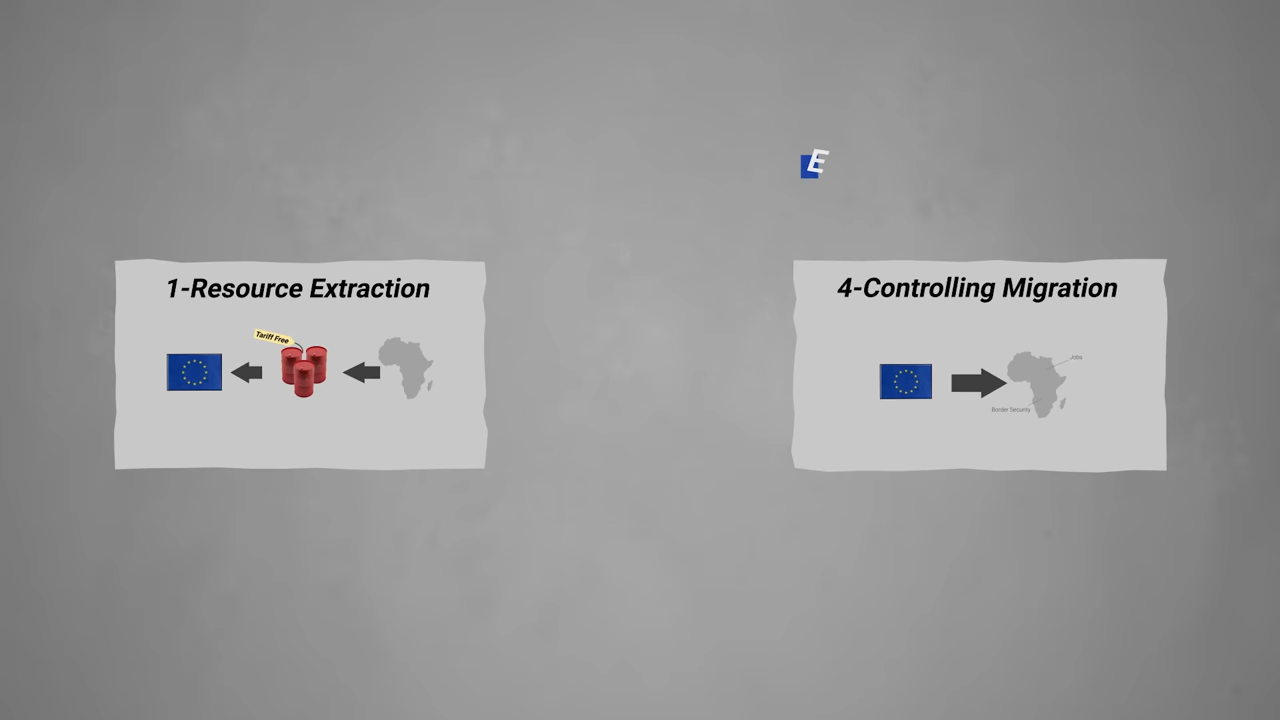 E
1-Resource Extraction
Tariff Free
4-Controlling Migration
Jobs
Border Security